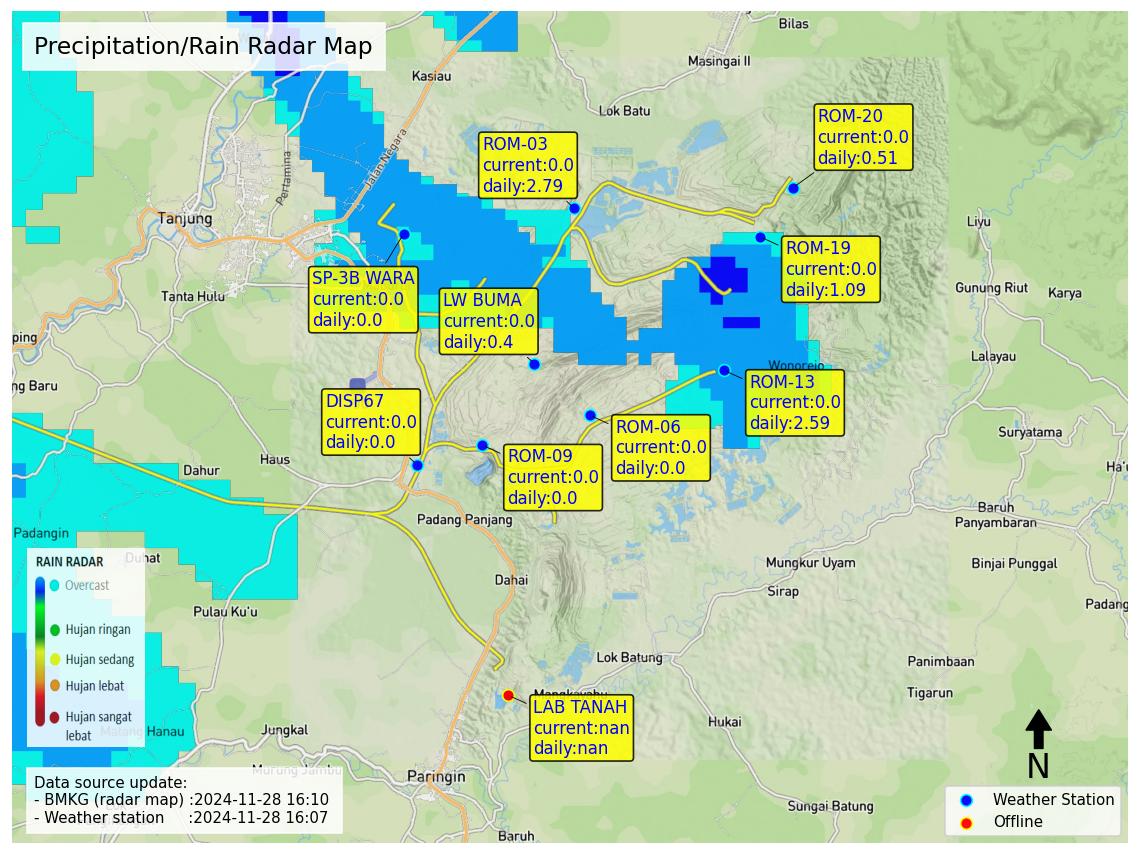 Precipitation/Rain Radar Map
Bilas
Masingai II
Kasiau
Lok Batu
ROM-20
current:0.0
daily:0.51
ROM-03
current:0.0
daily:2.79
Jalan Negara
Pertamina
Tanjung
Liyu
ROM-19
current:0.0
daily:1.09
SP-3B WARA
current:0.0
daily:0.0
LW BUMA
current:0.0
daily:0.4
Tanta Hulu
Gunung Riut
Karya
ping
Lalayau
Wonorejo
ng Baru
ROM-13
current:0.0
daily:2.59
DISP67
current:0.0
daily:0.0
ROM-06
current:0.0
daily:0.0
Suryatama
ROM-09
current:0.0
daily:0.0
Haus
Dahur
Ha'u
Baruh
Panyambaran
Padang Panjang
Padangin
Duhat
Mungkur Uyam
Binjai Punggal
Dahai
Sirap
Padang
Pulau Ku'u
RAIN RADAR
Overcast
Hujan ringan
Hujan sedang
Hujan lebat
Hujan sangat
lebat
Lok Batung
Panimbaan
Tigarun
Mangkayahu
LAB TANAH
current:nan
daily:nan
Hukai
Jungkal
Matang Hanau
Murung Jambu
Paringin
Sungai Batung
Baruh
Data source update:
- BMKG (radar map) :2024-11-28 16:10
- Weather station :2024-11-28 16:07
N
Weather Station
Offline